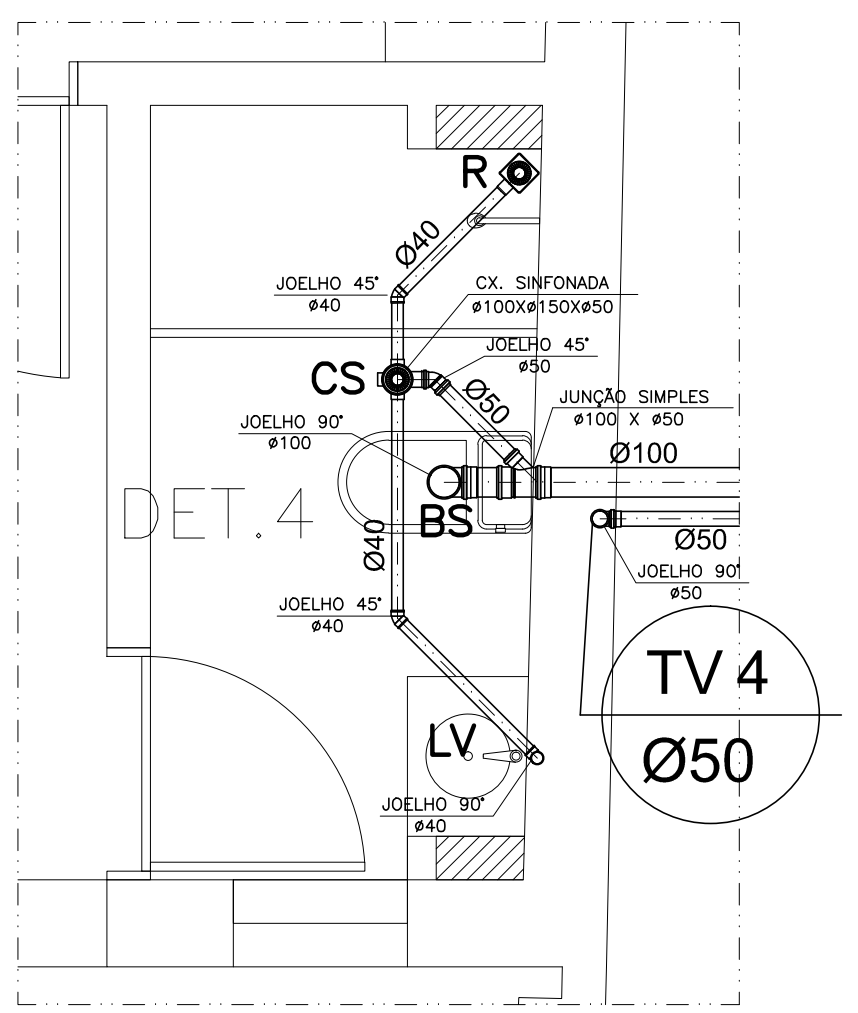 R
Ø40
JOELHO 45°
ø40
CX. SINFONADA
ø100Xø150Xø50
JOELHO 45°
ø50
CS
Ø50
JUNÇÃO SIMPLES
ø100 X ø50
JOELHO 90°
ø100
Ø100
DET.4
BS
Ø40
Ø50
JOELHO 90°
ø50
JOELHO 45°
ø40
TV 4
Ø50
LV
JOELHO 90°
ø40